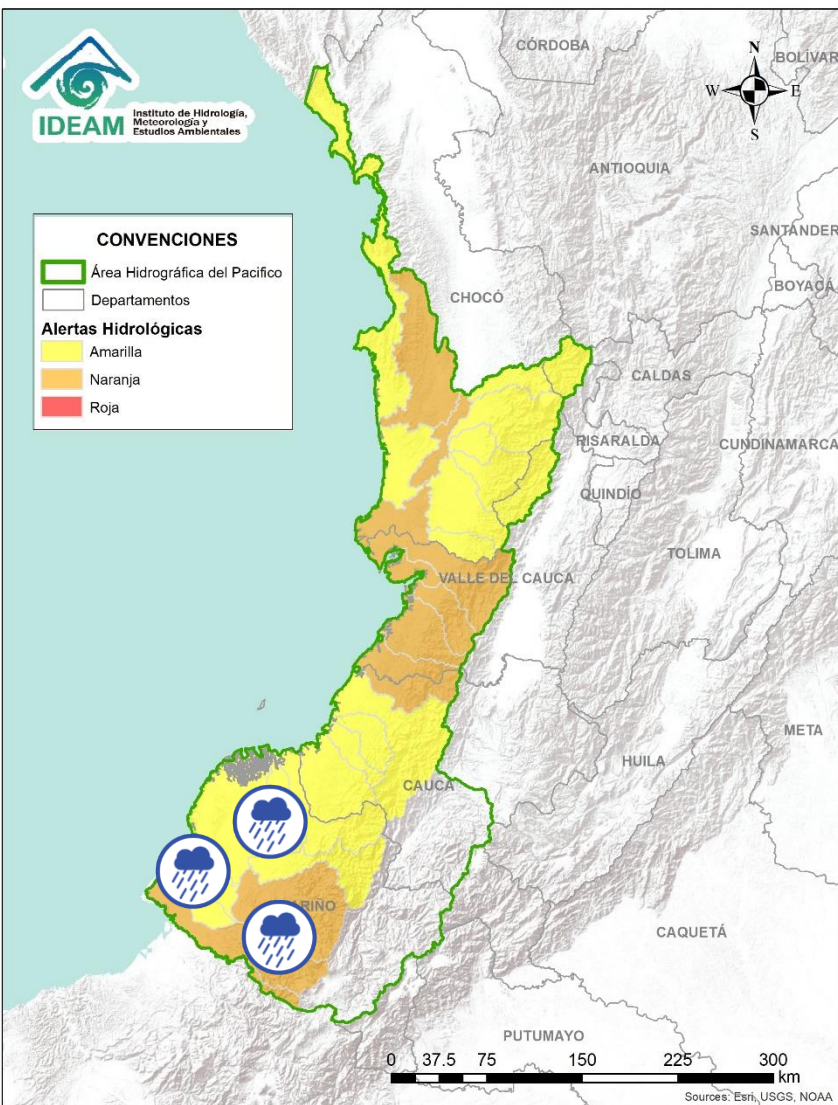 IDEAM
Instituto de Hidrología,
Meteorología y
Estudios Ambientales
CÓRDOBA
BOLÍVAR
N
W
E
S
ANTIOQUIA
SANTANDER
BOYACÁ
CONVENCIONES
Área Hidrográfica del Pacifico
Departamentos
Alertas Hidrológicas
Amarilla
Naranja
Roja
CHOCÓ
CALDAS
RISARALDA
CUNDINAMARCA
QUINDÍO
TOLIMA
VALLE DEL CAUCA
META
HUILA
CAUCA
ARIÑO
CAQUETÁ
PUTUMAYO
0 37.5 75 150 225 300
km
Sources: Esri, USGS, NOAA